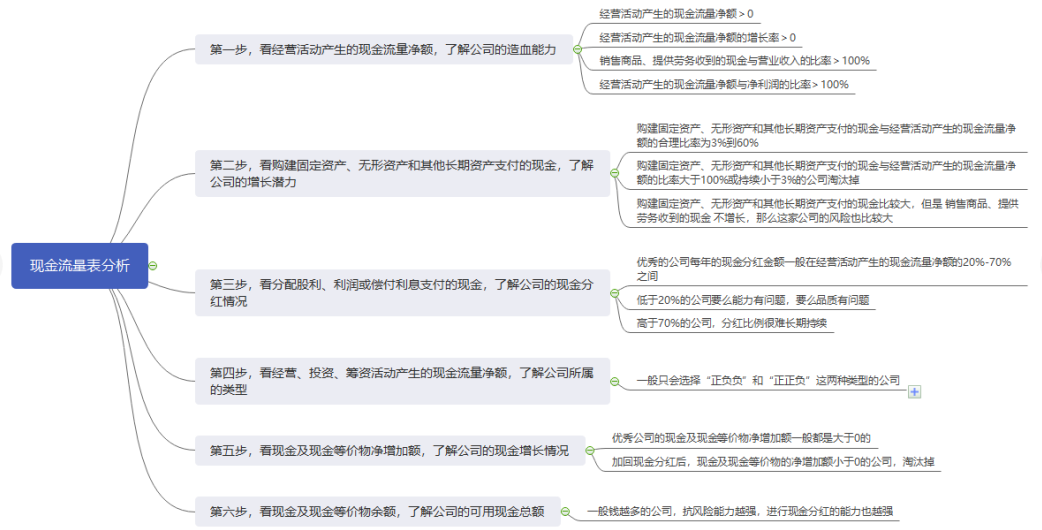 现金流量表分析
第一步，看经营活动产生的现金流量净额，了解公司的造血能力
经营活动产生的现金流量净额＞0
经营活动产生的现金流量净额的增长率＞0
销售商品、提供劳务收到的现金与营业收入的比率＞100%
经营活动产生的现金流量净额与净利润的比率＞100%
第二步，看购建固定资产、无形资产和其他长期资产支付的现金，了解
公司的增长潜力
购建固定资产、无形资产和其他长期资产支付的现金与经营活动产生的现金流量净
额的合理比率为3%到60%
购建固定资产、无形资产和其他长期资产支付的现金与经营活动产生的现金流量净
额的比率大于100%或持续小于3%的公司淘汰掉
购建固定资产、无形资产和其他长期资产支付的现金比较大，但是 销售商品、提供
劳务收到的现金 不增长，那么这家公司的风险也比较大
第三步，看分配股利、利润或偿付利息支付的现金，了解公司的现金分
红情况
优秀的公司每年的现金分红金额一般在经营活动产生的现金流量净额的20%-70%
之间
低于20%的公司要么能力有问题，要么品质有问题
高于70%的公司，分红比例很难长期持续
第四步，看经营、投资、筹资活动产生的现金流量净额，了解公司所属
的类型
一般只会选择“正负负”和“正正负”这两种类型的公司
第五步，看现金及现金等价物净增加额，了解公司的现金增长情况
优秀公司的现金及现金等价物净增加额一般都是大于0的
加回现金分红后，现金及现金等价物的净增加额小于0的公司，淘汰掉
第六步，看现金及现金等价物余额，了解公司的可用现金总额
一般钱越多的公司，抗风险能力越强，进行现金分红的能力也越强